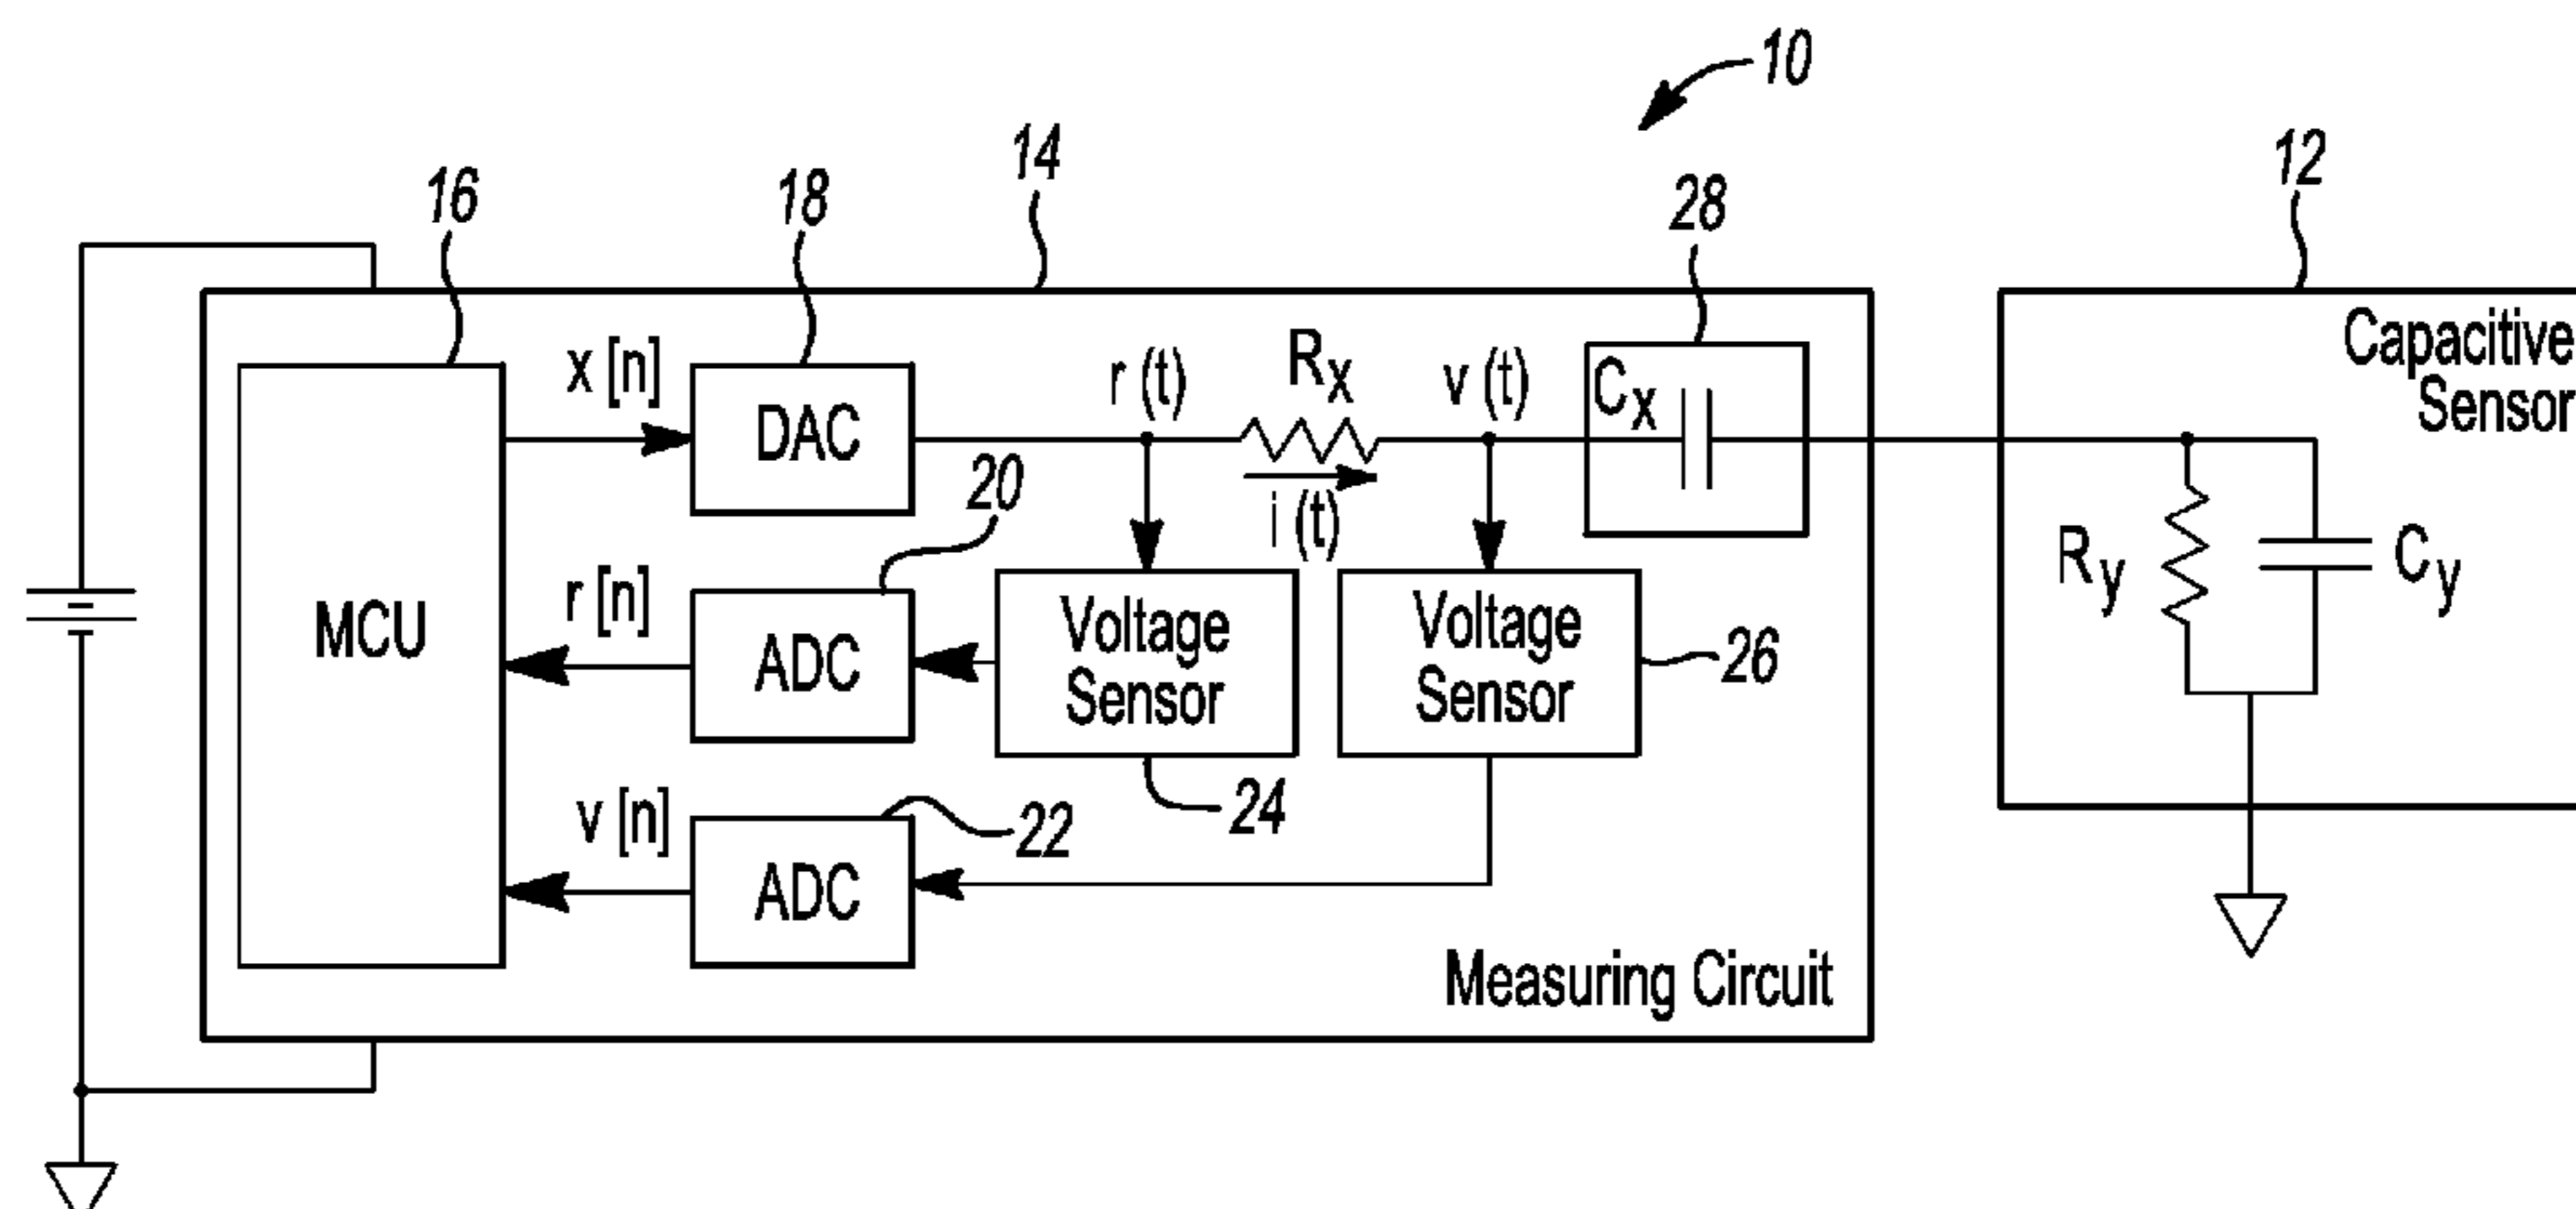 10
14
12
16
18
28
Capacitive
Sensor
x [n]
DAC
r (t)
Rx
v (t)
Cx
i (t)
20
MCU
r [n]
ADC
Voltage
Sensor
Voltage
Sensor
26
Ry
Cy
24
v [n]
ADC
22
Measuring Circuit